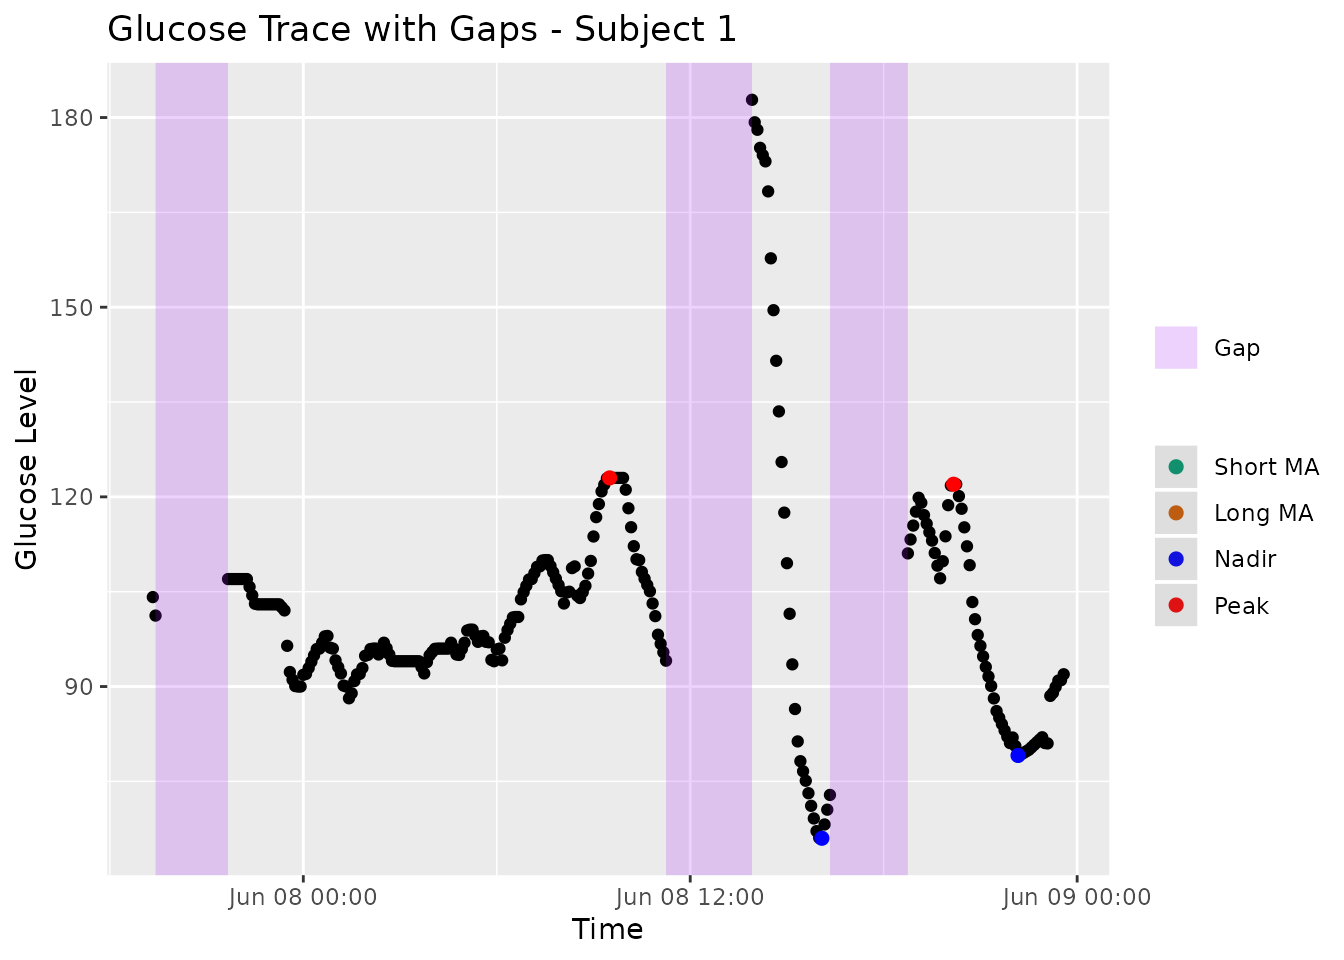 Glucose Trace with Gaps - Subject 1
180
150
120
90
Glucose Level
Jun 08 00:00
Jun 08 12:00
Jun 09 00:00
Time
Gap
Short MA
Long MA
Nadir
Peak